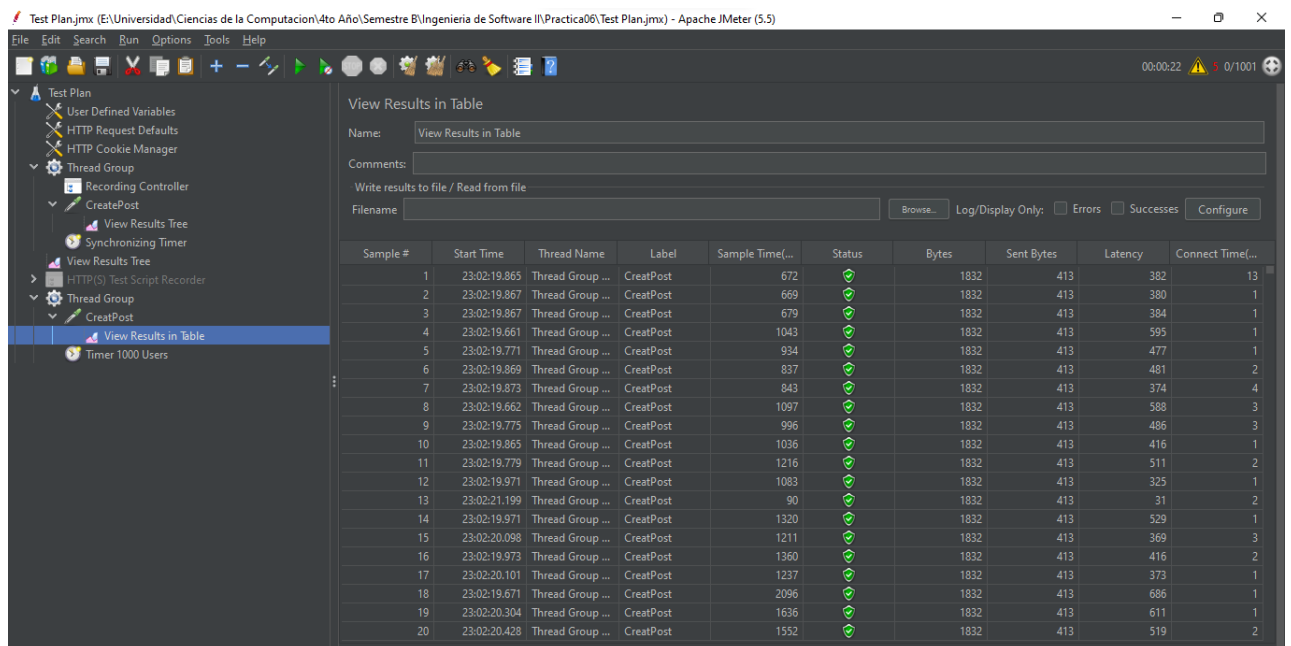 Test Plan.jmx (E:\Universidad\Ciencias de la Computacion\4to Año\Semestre B\Ingenieria de Software II\Practica06\Test Plan.jmx) - Apache JMeter (5.5)
File Edit Search Run Options Tools Help
00:00:22 5 0/1001
Test Plan
User Defined Variables
HTTP Request Defaults
HTTP Cookie Manager
Thread Group
Recording Controller
CreatePost
View Results Tree
Synchronizing Timer
View Results Tree
HTTP(S) Test Script Recorder
Thread Group
CreatPost
View Results in Table
Timer 1000 Users
View Results in Table
Name: View Results in Table
Comments:
Write results to file / Read from file
Filename Browse... Log/Display Only: Errors Successes Configure
Sample # Start Time Thread Name Label Sample Time(... Status Bytes Sent Bytes Latency Connect Time(...
1 23:02:19.865 Thread Group ... CreatPost 672 1832 413 382 13
2 23:02:19.867 Thread Group ... CreatPost 669 1832 413 380 1
3 23:02:19.867 Thread Group ... CreatPost 679 1832 413 384 1
4 23:02:19.661 Thread Group ... CreatPost 1043 1832 413 595 1
5 23:02:19.771 Thread Group ... CreatPost 934 1832 413 477 1
6 23:02:19.869 Thread Group ... CreatPost 837 1832 413 481 2
7 23:02:19.873 Thread Group ... CreatPost 843 1832 413 374 4
8 23:02:19.662 Thread Group ... CreatPost 1097 1832 413 588 3
9 23:02:19.775 Thread Group ... CreatPost 996 1832 413 486 3
10 23:02:19.865 Thread Group ... CreatPost 1036 1832 413 416 1
11 23:02:19.779 Thread Group ... CreatPost 1216 1832 413 511 2
12 23:02:19.971 Thread Group ... CreatPost 1083 1832 413 325 1
13 23:02:21.199 Thread Group ... CreatPost 90 1832 413 31 2
14 23:02:19.971 Thread Group ... CreatPost 1320 1832 413 529 1
15 23:02:20.098 Thread Group ... CreatPost 1211 1832 413 369 3
16 23:02:19.973 Thread Group ... CreatPost 1360 1832 413 416 2
17 23:02:20.101 Thread Group ... CreatPost 1237 1832 413 373 1
18 23:02:19.671 Thread Group ... CreatPost 2096 1832 413 686 1
19 23:02:20.304 Thread Group ... CreatPost 1636 1832 413 611 1
20 23:02:20.428 Thread Group ... CreatPost 1552 1832 413 519 2